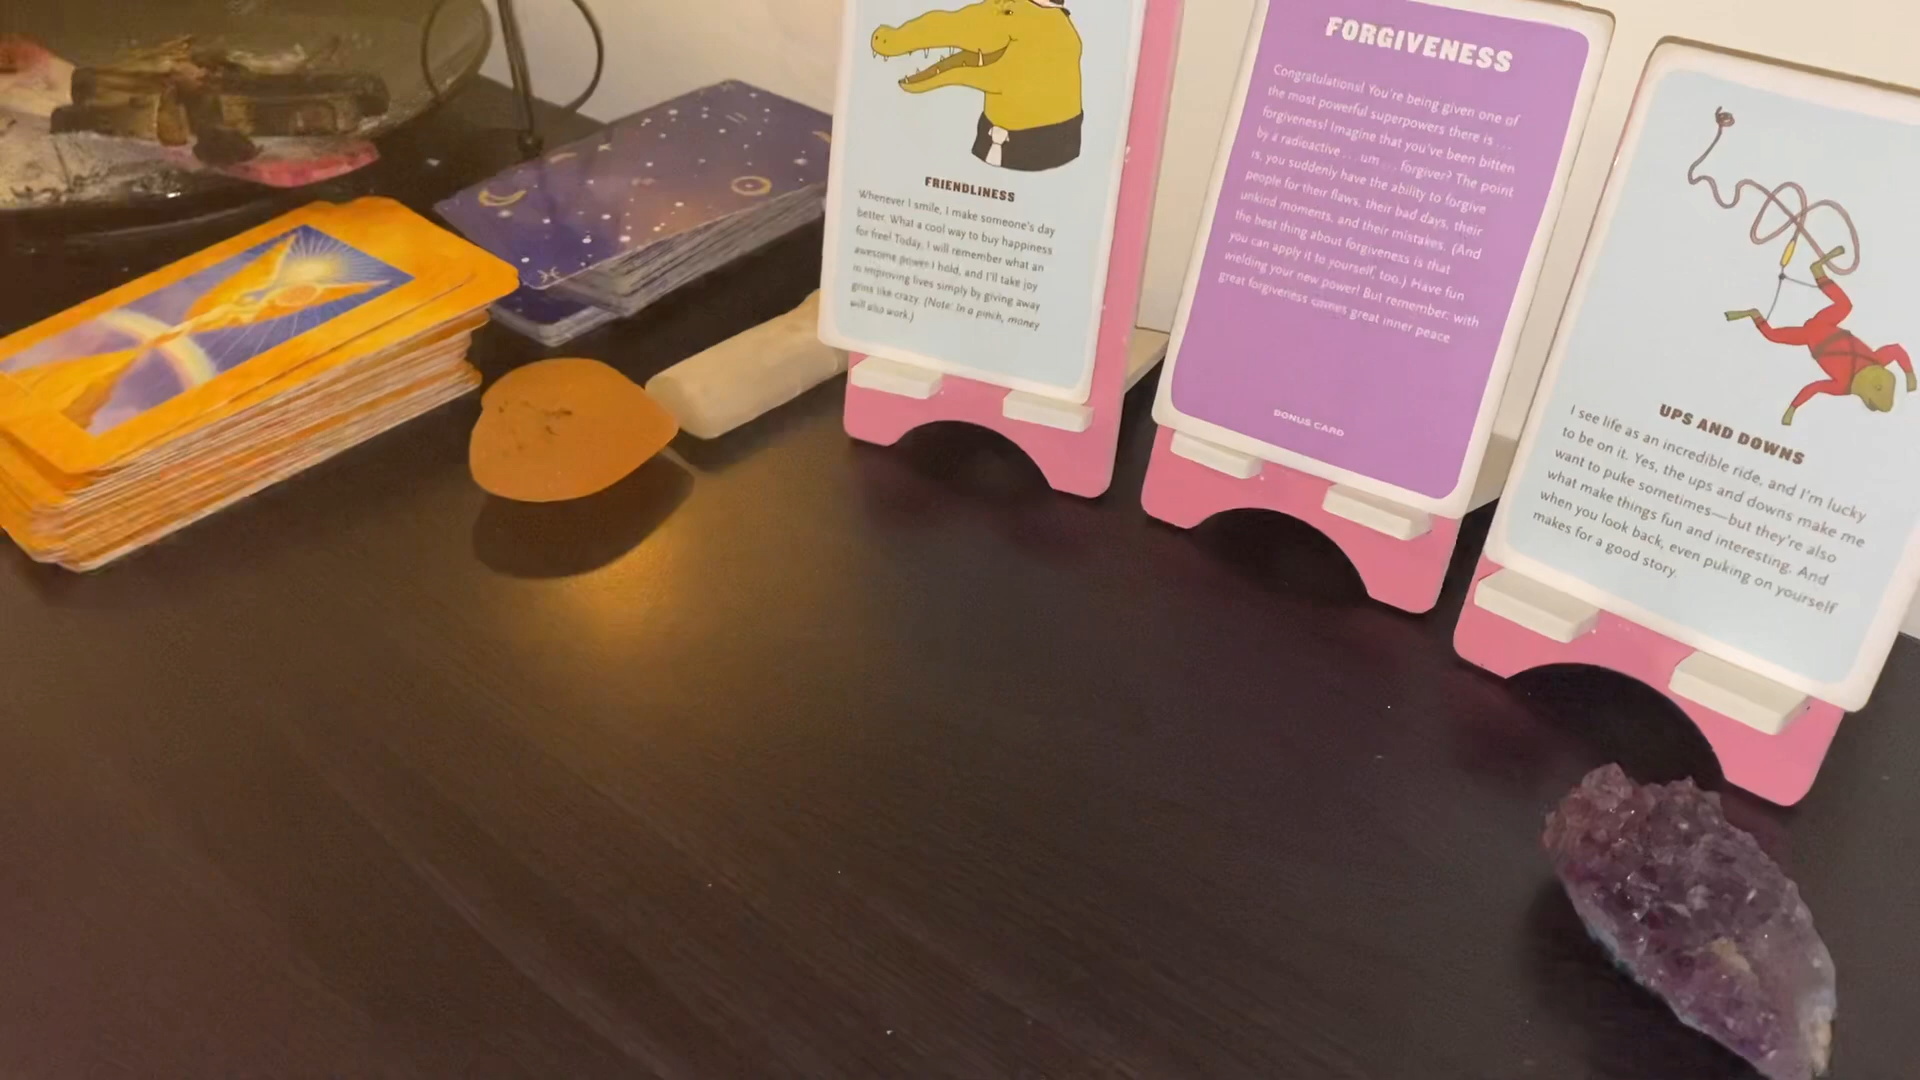 FRIENDLINESS
Whenever I smile, I make someone's day
better. What a cool way to buy happiness
for free! Today, I will remember what an
awesome power I hold, and I'll take joy
in improving lives simply by giving away
grins like crazy. (Note: In a pinch, money
will also work.)
FORGIVENESS
Congratulations! You're being given one of
the most powerful superpowers there is ...
forgiveness! Imagine that you've been bitten
by a radioactive ... um ... forgiver? The point
is, you suddenly have the ability to forgive
people for their flaws, their bad days, their
unkind moments, and their mistakes. (And
the best thing about forgiveness is that
you can apply it to yourself, too.) Have fun
wielding your new power! But remember: with
great forgiveness comes great inner peace
BONUS CARD
UPS AND DOWNS
I see life as an incredible ride, and I'm lucky
to be on it. Yes, the ups and downs make me
want to puke sometimes—but they're also
what make things fun and interesting. And
when you look back, even puking on yourself
makes for a good story.